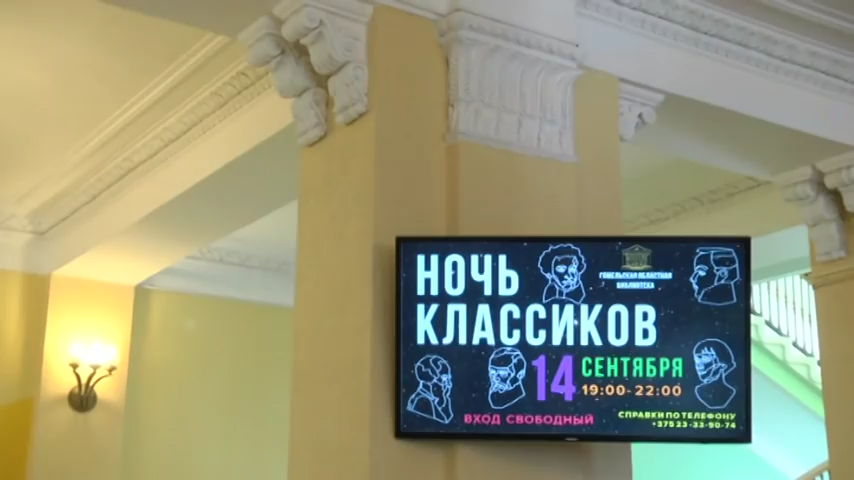 НОЧЬ
КЛАССИКОВ
ГОМЕЛЬСКАЯ ОБЛАСТНАЯ
БИБЛИОТЕКА
14 СЕНТЯБРЯ
19:00-22:00
ВХОД СВОБОДНЫЙ
СПРАВКИ ПО ТЕЛЕФОНУ
+375 23-33-90-74